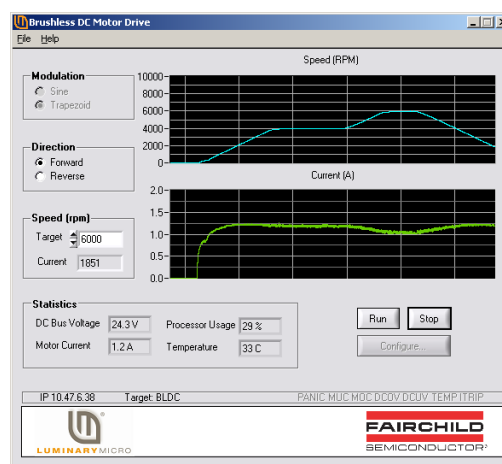 Brushless DC Motor Drive
File Help
Modulation
Sine
Trapezoid
Direction
Forward
Reverse
Speed (rpm)
Target 6000
Current 1851
Speed (RPM)
10000
8000
6000
4000
2000
0
Current (A)
2.0
1.5
1.0
0.5
0.0
Statistics
DC Bus Voltage 24.3 V Processor Usage 29 %
Motor Current 1.2 A Temperature 33 C
Run Stop
Configure...
IP 10.47.6.38 Target: BLDC PANIC MUC MOC DCOV DCUV TEMP ITRIP
LUMINARYMICRO
FAIRCHILD
SEMICONDUCTOR